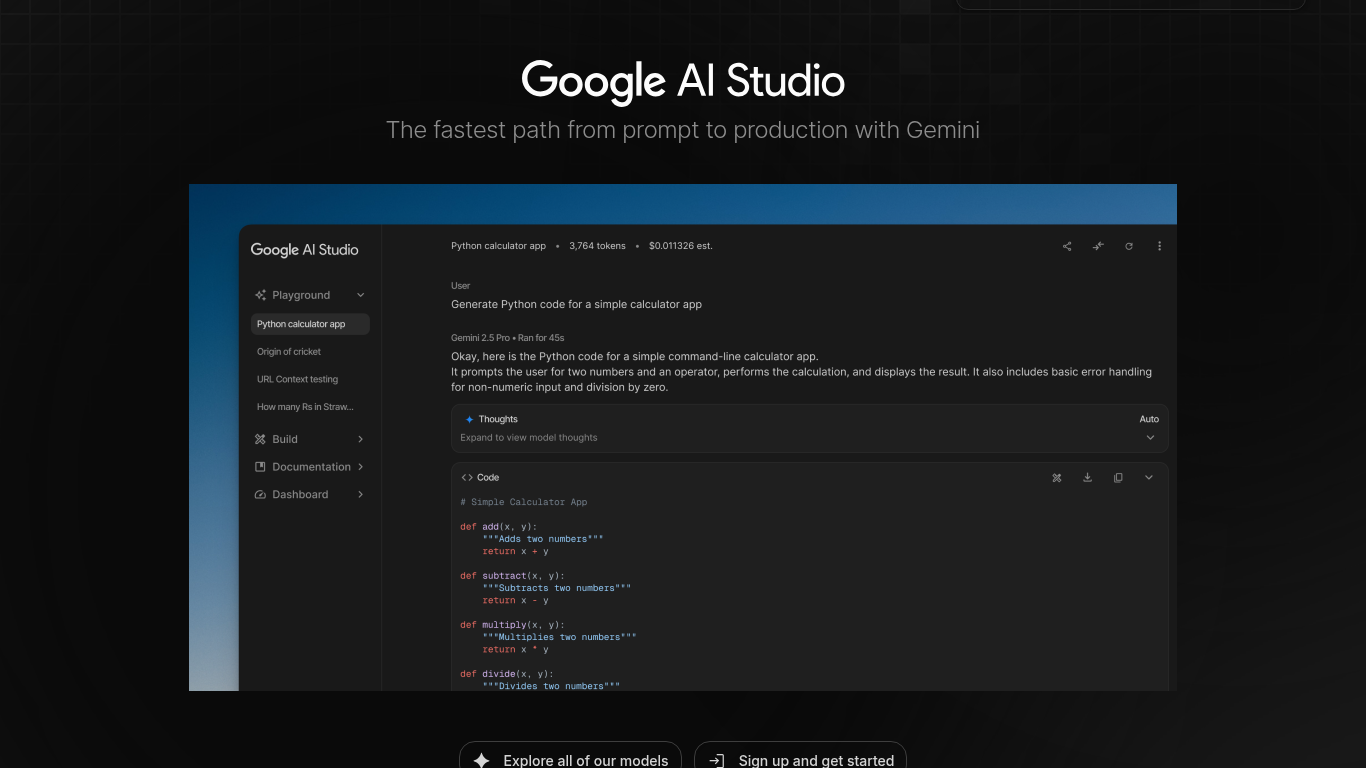 Google AI Studio
The fastest path from prompt to production with Gemini
Google AI Studio
Playground
Python calculator app
Origin of cricket
URL Context testing
How many Rs in Straw...
Build
Documentation
Dashboard
Python calculator app • 3,764 tokens • $0.011326 est.
User
Generate Python code for a simple calculator app
Gemini 2.5 Pro • Ran for 45s
Okay, here is the Python code for a simple command-line calculator app.
It prompts the user for two numbers and an operator, performs the calculation, and displays the result. It also includes basic error handling
for non-numeric input and division by zero.
Thoughts Auto
Expand to view model thoughts
<> Code
# Simple Calculator App
def add(x, y):
"""Adds two numbers"""
return x + y
def subtract(x, y):
"""Subtracts two numbers"""
return x - y
def multiply(x, y):
"""Multiplies two numbers"""
return x * y
def divide(x, y):
"""Divides two numbers"""
Explore all of our models
Sign up and get started